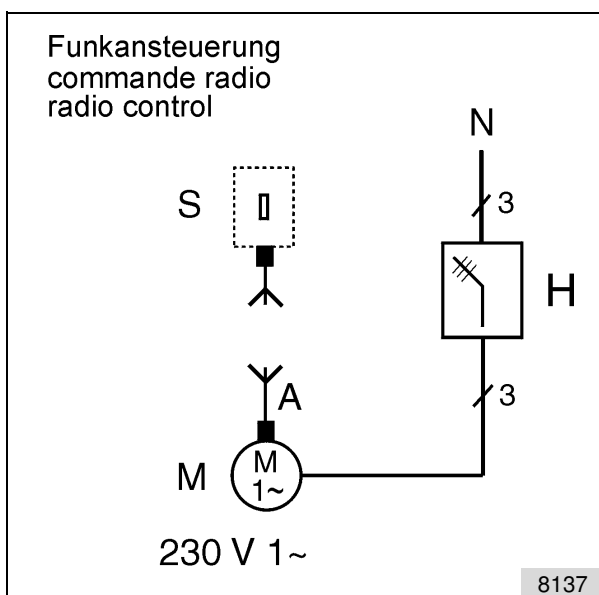 Funkansteuerung
commande radio
radio control
N
S
3
H
3
A
M
M
1~
230 V 1~
8137